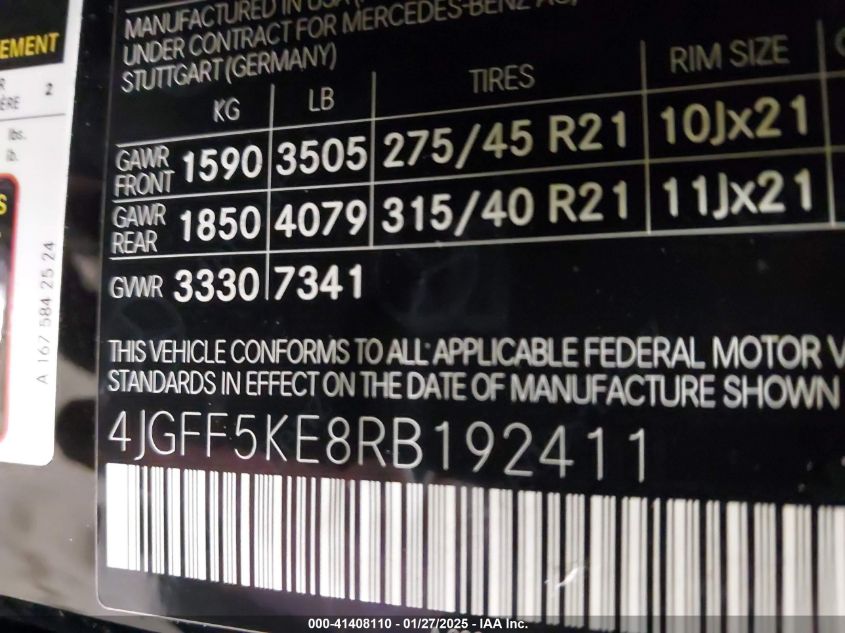 MANUFACTURED IN USA
UNDER CONTRACT FOR MERCEDES-BENZ AG,
STUTTGART (GERMANY)
KG LB TIRES RIM SIZE
GAWR FRONT 1590 3505 275/45 R21 10Jx21
GAWR REAR 1850 4079 315/40 R21 11Jx21
GVWR 3330 7341
THIS VEHICLE CONFORMS TO ALL APPLICABLE FEDERAL MOTOR V
STANDARDS IN EFFECT ON THE DATE OF MANUFACTURE SHOWN
4JGFF5KE8RB192411
EMENT
2
lbs.
lb.
A 167 584 25 24
000-41408110 - 01/27/2025 - IAA Inc.